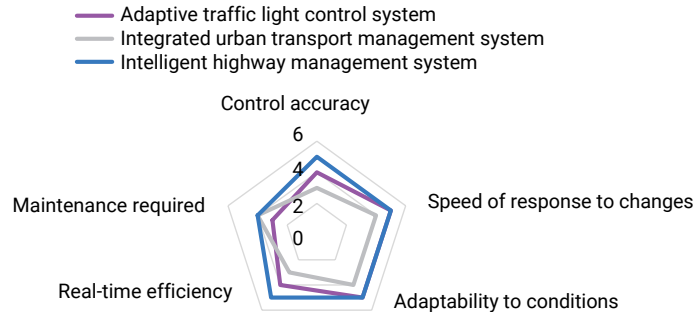 Adaptive traffic light control system
Integrated urban transport management system
Intelligent highway management system
Control accuracy
6
4
2
0
Speed of response to changes
Maintenance required
Real-time efficiency
Adaptability to conditions